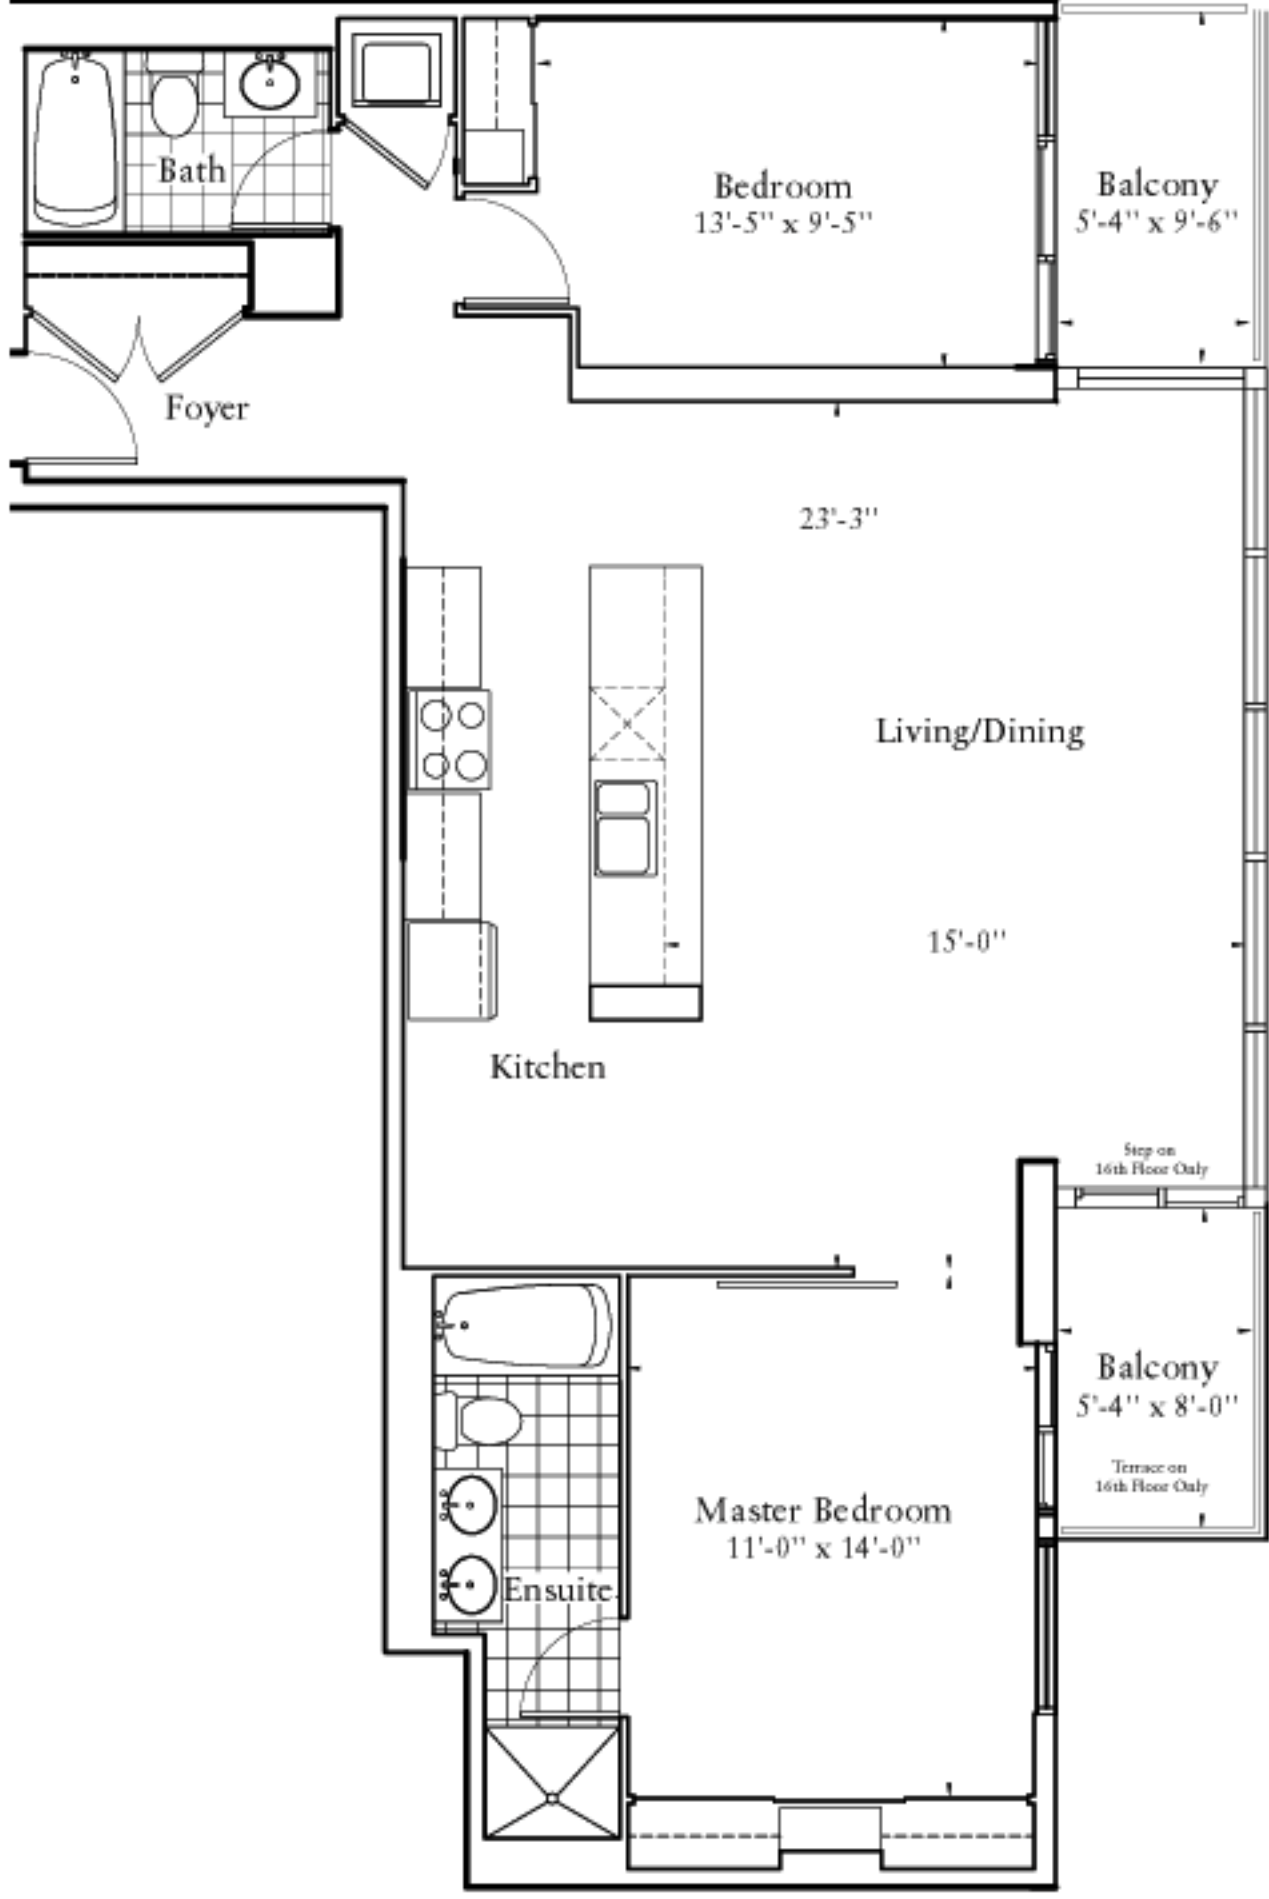 Bath
Bedroom
13'-5" x 9'-5"
Balcony
5'-4" x 9'-6"
Foyer
23'-3"
Living/Dining
15'-0"
Kitchen
Step on
16th Floor Only
Balcony
5'-4" x 8'-0"
Terrace on
16th Floor Only
Master Bedroom
11'-0" x 14'-0"
Ensuite